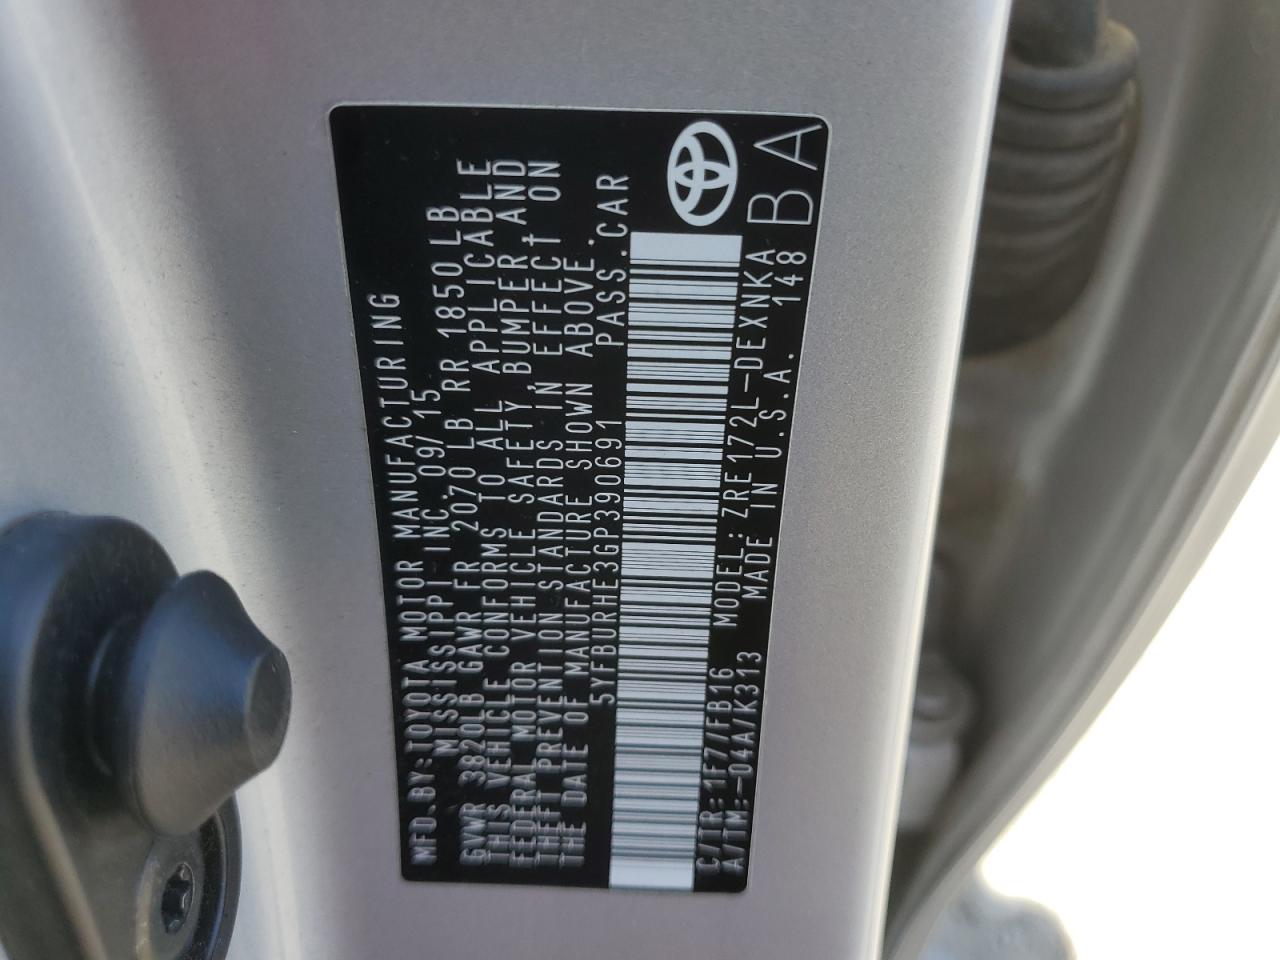 MFD. BY: TOYOTA MOTOR MANUFACTURING
MISSISSIPPI INC. 09/15
GVWR 3820LB GAWR FR 2070 LB RR 1850LB
THIS VEHICLE CONFORMS TO ALL APPLICABLE
FEDERAL MOTOR VEHICLE SAFETY, BUMPER, AND
THEFT PREVENTION STANDARDS IN EFFECT ON
THE DATE OF MANUFACTURE SHOWN ABOVE.
5YFBURHE3GP390691 PASS. CAR
C/TR: 1F7/FB16 MODEL: ZRE172L-DEXNKA
A/TM: -04A/K313 MADE IN U.S.A. 148
BA